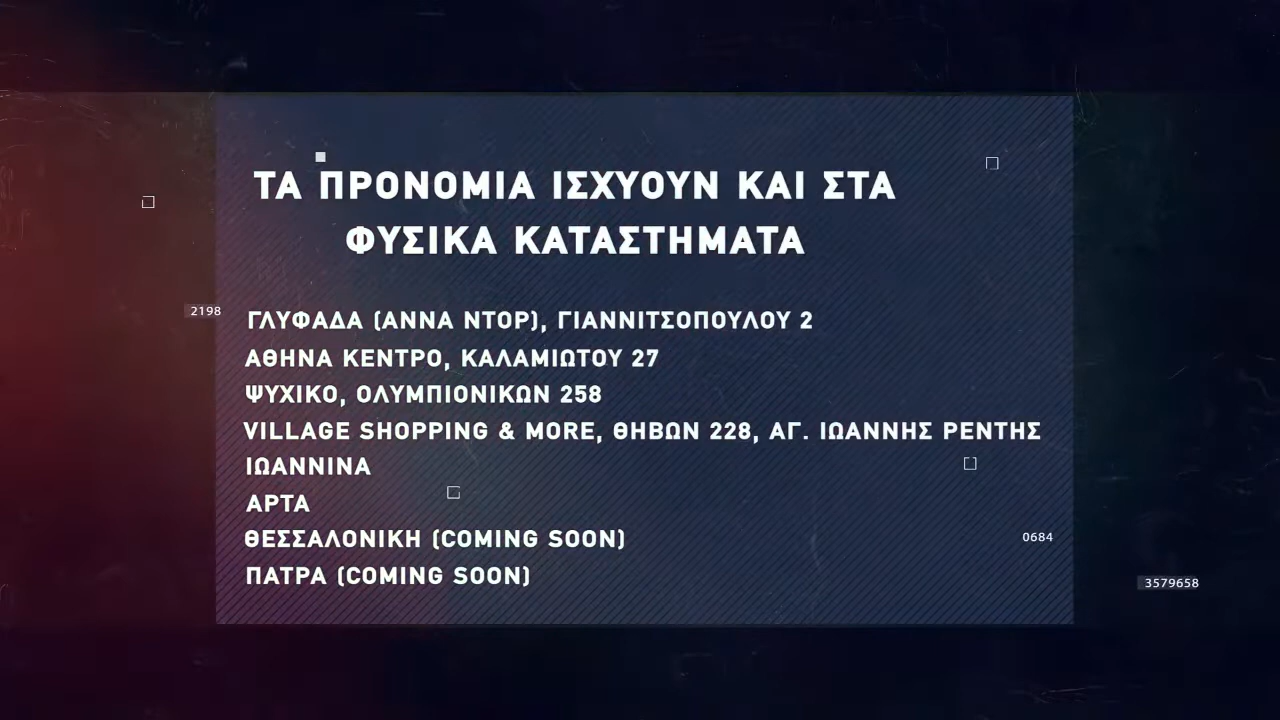 ΤΑ ΠΡΟΝΟΜΙΑ ΙΣΧΥΟΥΝ ΚΑΙ ΣΤΑ
ΦΥΣΙΚΑ ΚΑΤΑΣΤΗΜΑΤΑ
2198
ΓΛΥΦΑΔΑ (ΑΝΝΑ ΝΤΟΡ), ΓΙΑΝΝΙΤΣΟΠΟΥΛΟΥ 2
ΑΘΗΝΑ ΚΕΝΤΡΟ, ΚΑΛΑΜΙΩΤΟΥ 27
ΨΥΧΙΚΟ, ΟΛΥΜΠΙΟΝΙΚΩΝ 258
VILLAGE SHOPPING & MORE, ΘΗΒΩΝ 228, ΑΓ. ΙΩΑΝΝΗΣ ΡΕΝΤΗΣ
ΙΩΑΝΝΙΝΑ
ΑΡΤΑ
ΘΕΣΣΑΛΟΝΙΚΗ (COMING SOON)
0684
ΠΑΤΡΑ (COMING SOON)
3579658